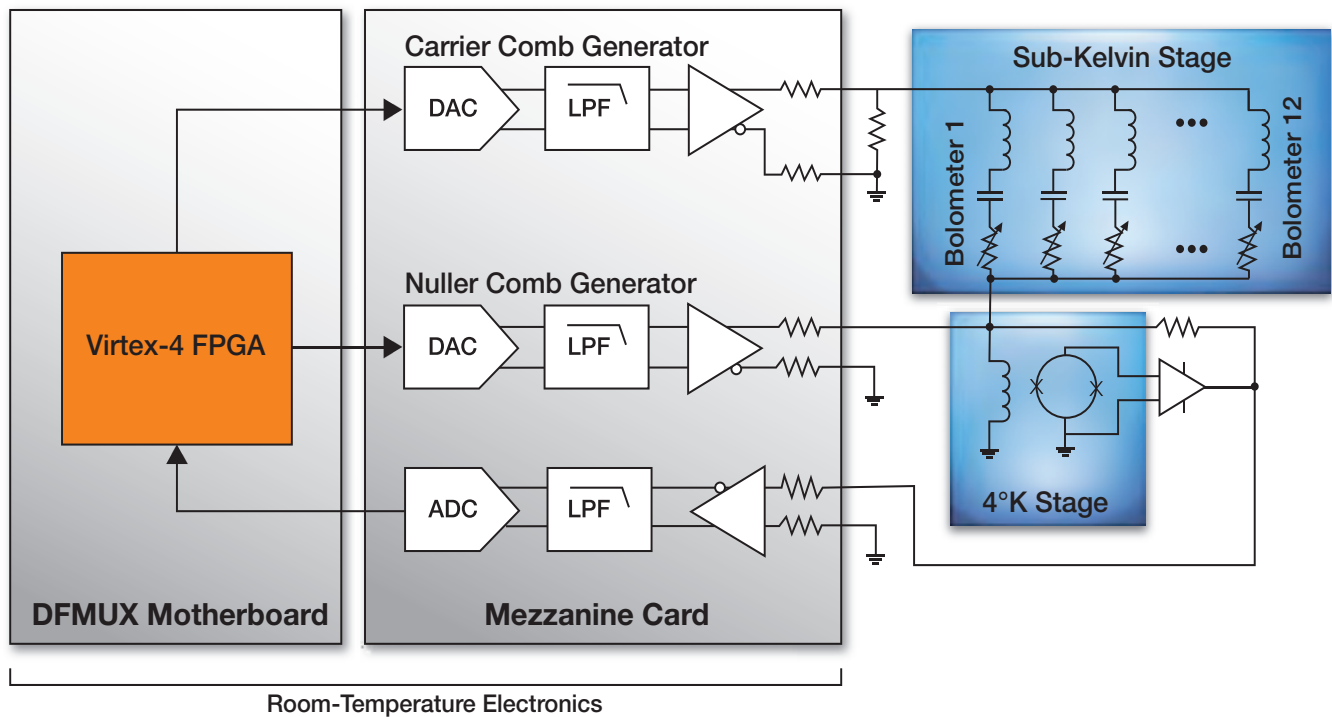 Carrier Comb Generator
DAC
LPF
Sub-Kelvin Stage
Bolometer 1
•••
•••
Bolometer 12
Virtex-4 FPGA
Nuller Comb Generator
DAC
LPF
ADC
LPF
4°K Stage
DFMUX Motherboard
Mezzanine Card
Room-Temperature Electronics